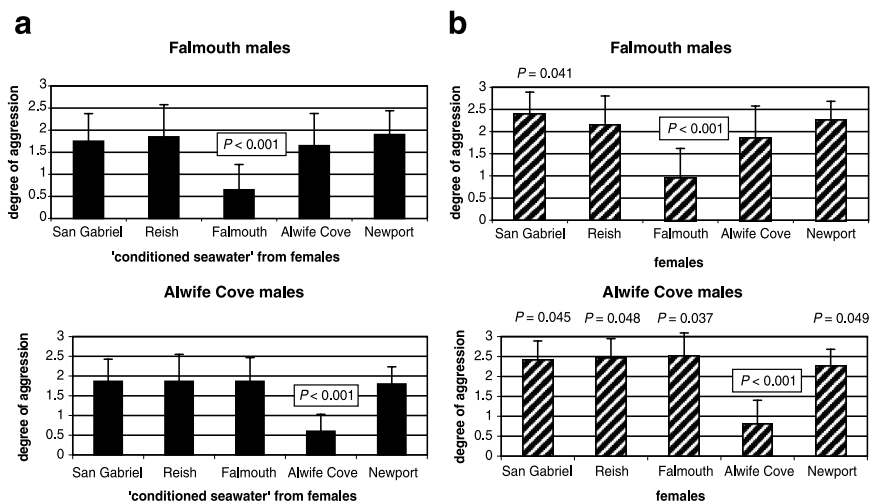 a
Falmouth males
degree of aggression
3
2.5
2
1.5
1
0.5
0
P < 0.001
San Gabriel Reish Falmouth Alwife Cove Newport
'conditioned seawater' from females
Alwife Cove males
degree of aggression
3
2.5
2
1.5
1
0.5
0
P < 0.001
San Gabriel Reish Falmouth Alwife Cove Newport
'conditioned seawater' from females
b
Falmouth males
degree of aggression
3
2.5
2
1.5
1
0.5
0
P = 0.041
P < 0.001
San Gabriel Reish Falmouth Alwife Cove Newport
females
Alwife Cove males
degree of aggression
3
2.5
2
1.5
1
0.5
0
P = 0.045 P = 0.048 P = 0.037 P = 0.049
P < 0.001
San Gabriel Reish Falmouth Alwife Cove Newport
females